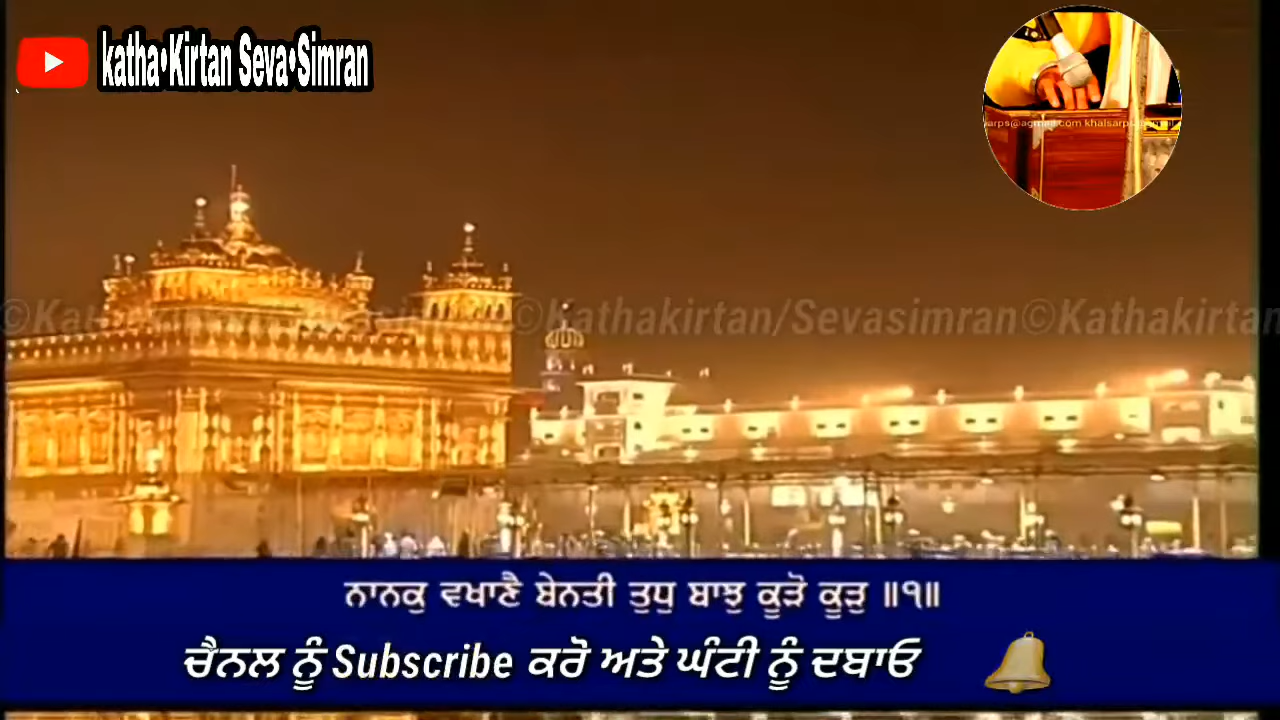 katha•Kirtan Seva•Simran
©Kathakirtan/Sevasimran©Kathakirtan
ਨਾਨਕੁ ਵਖਾਣੈ ਬੇਨਤੀ ਤੁਧੁ ਬਾਝੁ ਕੂੜੋ ਕੂੜੁ ॥੧॥
ਚੈਨਲ ਨੂੰ Subscribe ਕਰੋ ਅਤੇ ਘੰਟੀ ਨੂੰ ਦਬਾਓ